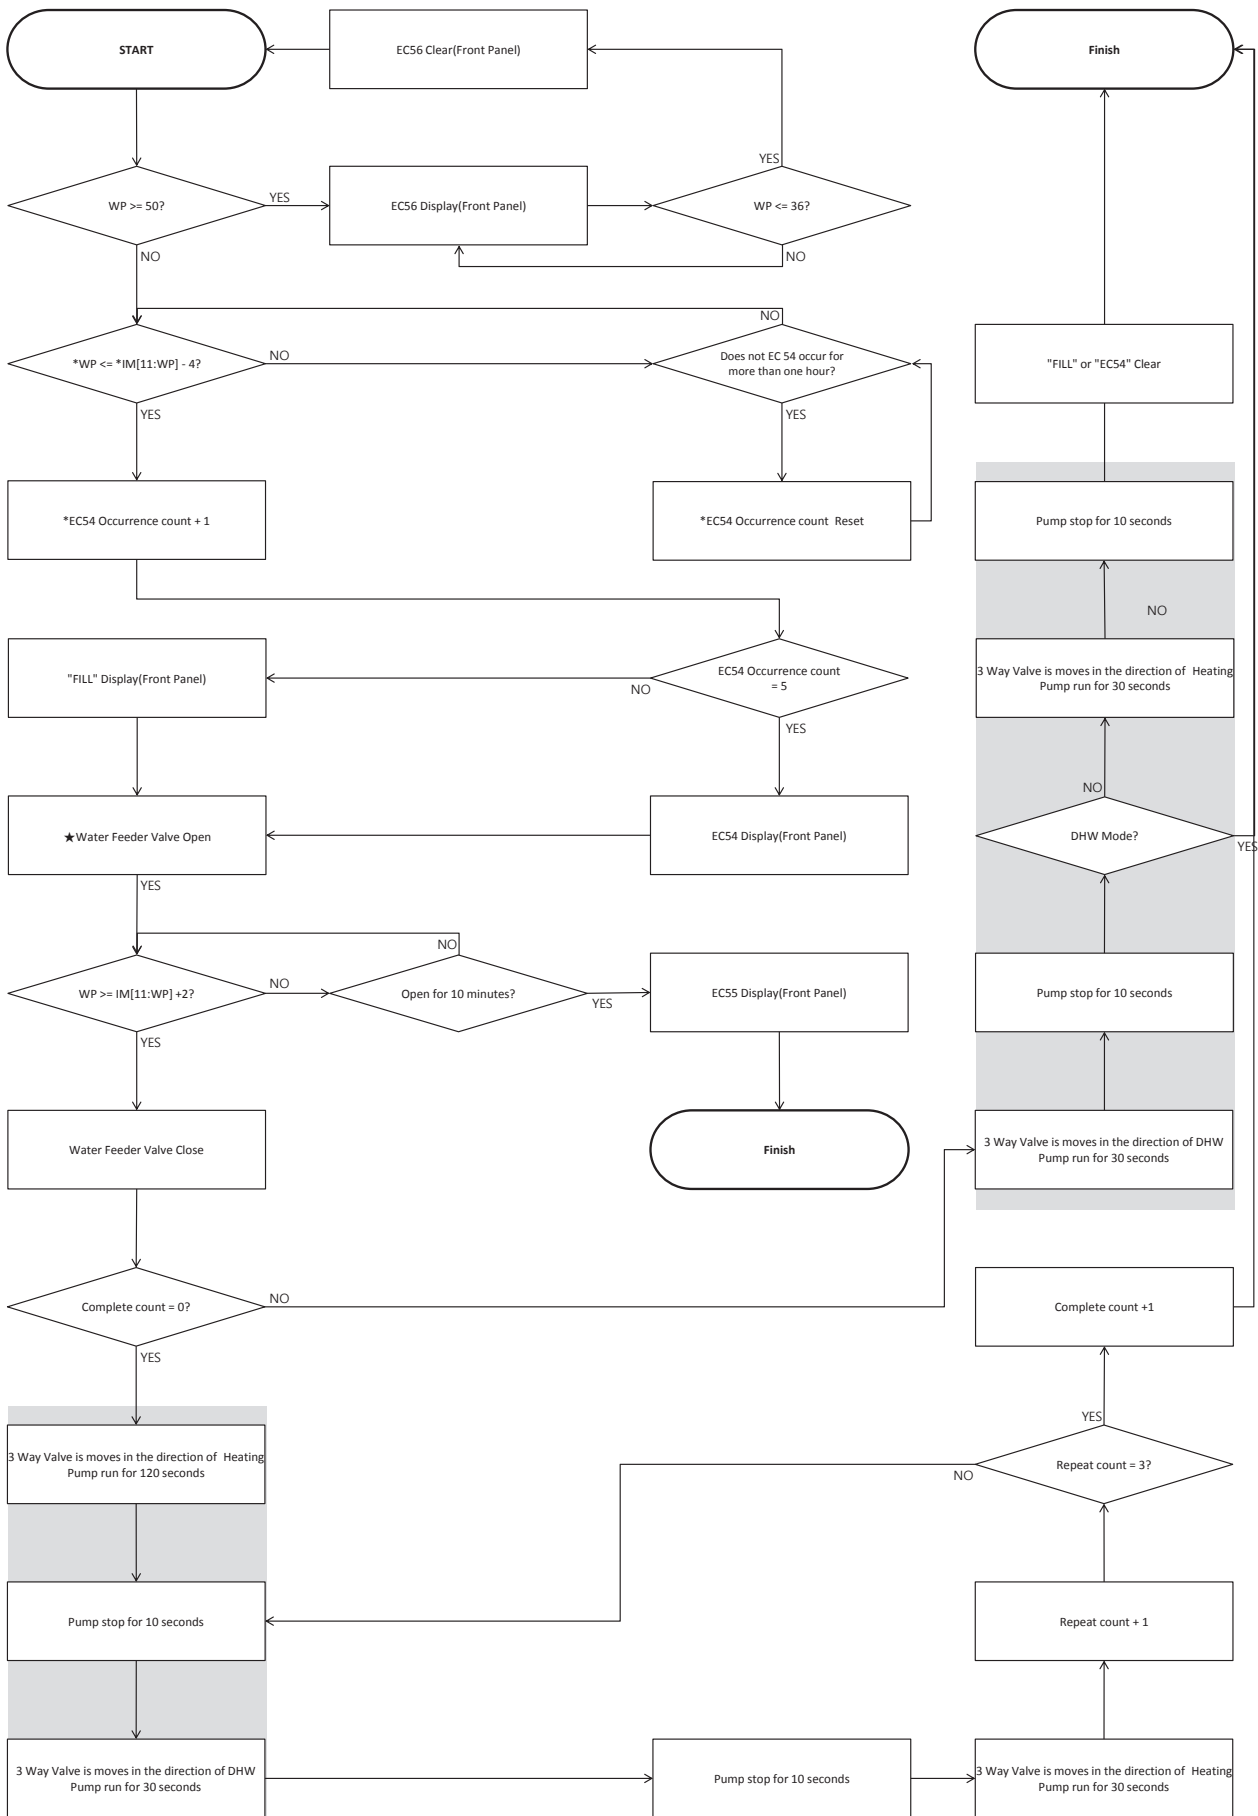 START
EC56 Clear(Front Panel)
Finish
YES
WP >= 50?
YES
EC56 Display(Front Panel)
WP <= 36?
NO
NO
NO
*WP <= *IM[11:WP] - 4?
NO
Does not EC 54 occur for
more than one hour?
"FILL" or "EC54" Clear
YES
YES
*EC54 Occurrence count + 1
*EC54 Occurrence count  Reset
Pump stop for 10 seconds
NO
"FILL" Display(Front Panel)
NO
EC54 Occurrence count
= 5
3 Way Valve is moves in the direction of  Heating
Pump run for 30 seconds
YES
NO
★Water Feeder Valve Open
EC54 Display(Front Panel)
DHW Mode?
YES
YES
NO
WP >= IM[11:WP] +2?
NO
Open for 10 minutes?
YES
EC55 Display(Front Panel)
Pump stop for 10 seconds
YES
Water Feeder Valve Close
Finish
3 Way Valve is moves in the direction of DHW
Pump run for 30 seconds
Complete count = 0?
NO
Complete count +1
YES
YES
3 Way Valve is moves in the direction of  Heating
Pump run for 120 seconds
NO
Repeat count = 3?
Pump stop for 10 seconds
Repeat count + 1
3 Way Valve is moves in the direction of DHW
Pump run for 30 seconds
Pump stop for 10 seconds
3 Way Valve is moves in the direction of  Heating
Pump run for 30 seconds